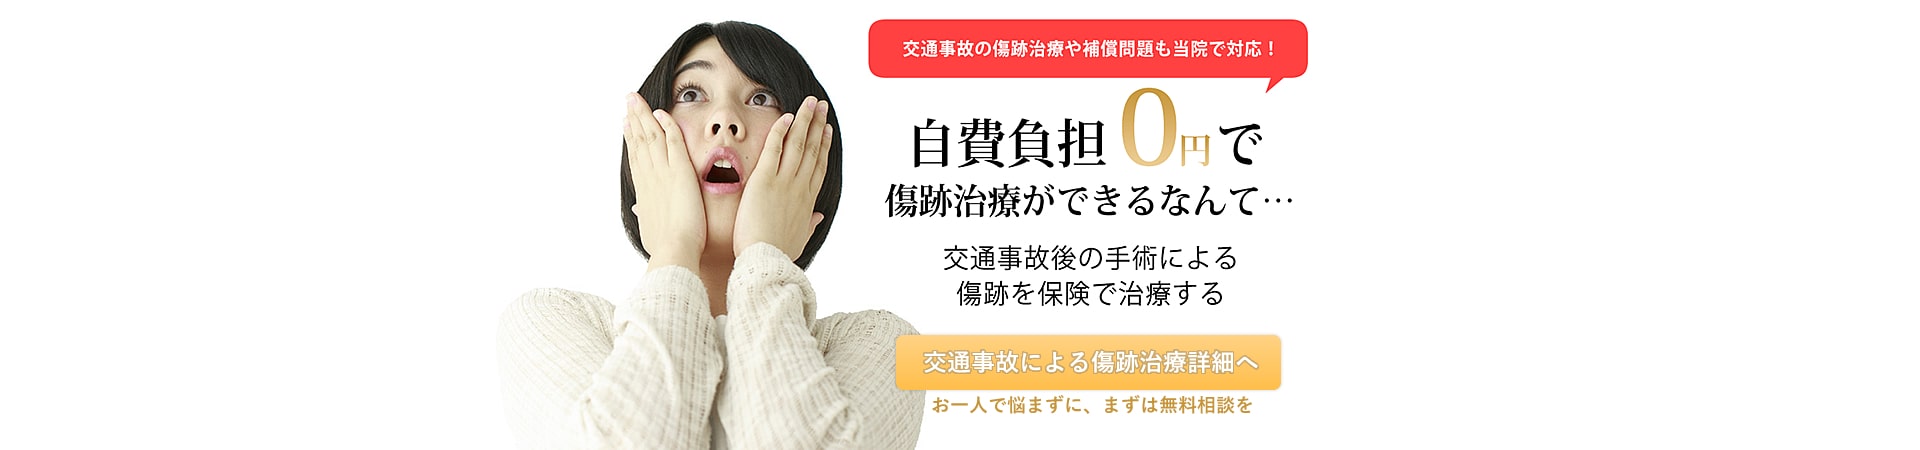 交通事故の傷跡治療や補償問題も当院で対応！
自費負担0円で
傷跡治療ができるなんて…
交通事故後の手術による
傷跡を保険で治療する
交通事故による傷跡治療詳細へ
お一人で悩まずに、まずは無料相談を